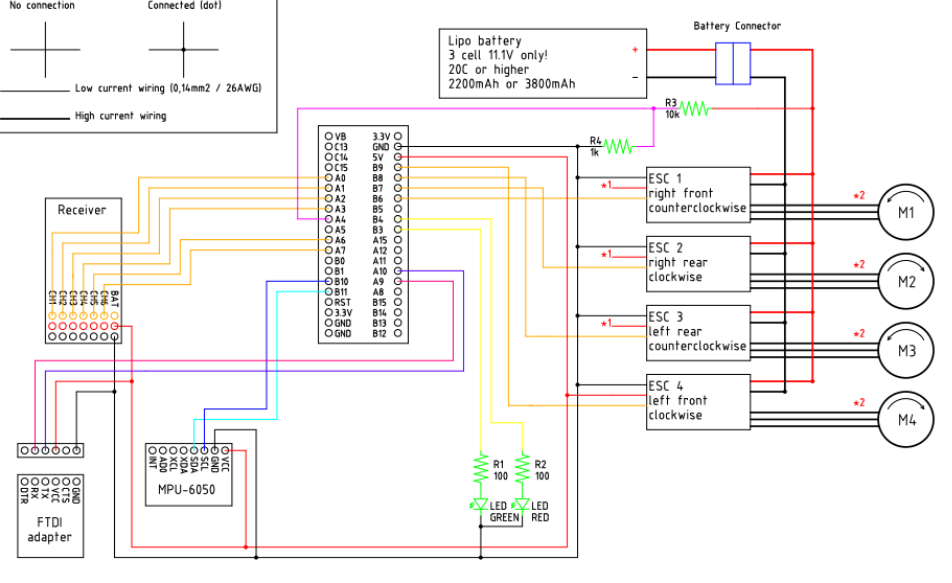 No connection
Connected (dot)
Low current wiring (0,14mm2 / 26AWG)
High current wiring
Battery Connector
Lipo battery
3 cell 11.1V only!
20C or higher
2200mAh or 3800mAh
+
−
R3
10k
R4
1k
VB 3.3V
C13 GND
C14 5V
C15 B9
A0 B8
A1 B7
A2 B6
A3 B5
A4 B4
A5 B3
A6 A15
A7 A12
B0 A11
B1 A10
B10 A9
B11 A8
RST B15
3.3V B14
GND B13
GND B12
Receiver
CH1
CH2
CH3
CH4
CH5
CH6
BAT
ESC 1
right front
counterclockwise
*1
*2
M1
ESC 2
right rear
clockwise
*1
*2
M2
ESC 3
left rear
counterclockwise
*1
*2
M3
ESC 4
left front
clockwise
*2
M4
DTR
RX
TX
VCC
CTS
GND
FTDI
adapter
INT
ADO
XCL
XDA
SDA
SCL
GND
VCC
MPU-6050
R1
100
R2
100
LED
GREEN
LED
RED